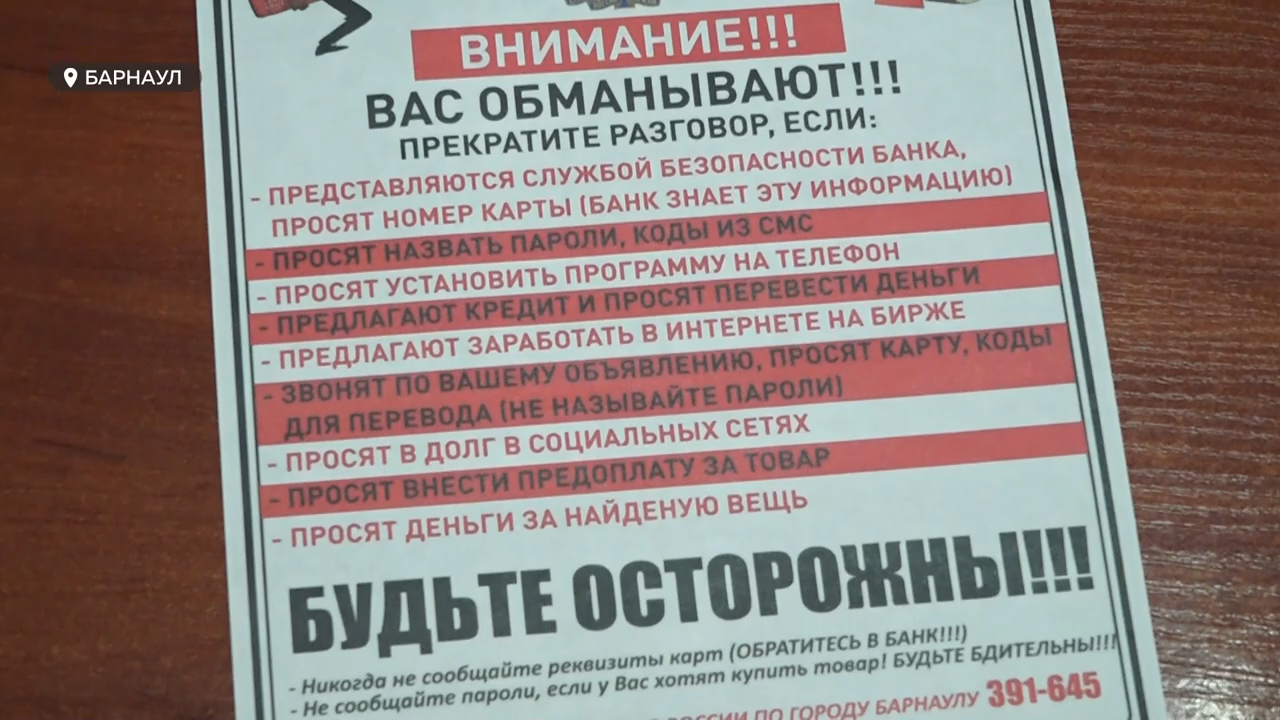 БАРНАУЛ
ВНИМАНИЕ!!!
ВАС ОБМАНЫВАЮТ!!!
ПРЕКРАТИТЕ РАЗГОВОР, ЕСЛИ:
- ПРЕДСТАВЛЯЮТСЯ СЛУЖБОЙ БЕЗОПАСНОСТИ БАНКА,
ПРОСЯТ НОМЕР КАРТЫ (БАНК ЗНАЕТ ЭТУ ИНФОРМАЦИЮ)
- ПРОСЯТ НАЗВАТЬ ПАРОЛИ, КОДЫ ИЗ СМС
- ПРОСЯТ УСТАНОВИТЬ ПРОГРАММУ НА ТЕЛЕФОН
- ПРЕДЛАГАЮТ КРЕДИТ И ПРОСЯТ ПЕРЕВЕСТИ ДЕНЬГИ
- ПРЕДЛАГАЮТ ЗАРАБОТАТЬ В ИНТЕРНЕТЕ НА БИРЖЕ
- ЗВОНЯТ ПО ВАШЕМУ ОБЪЯВЛЕНИЮ, ПРОСЯТ КАРТУ, КОДЫ
ДЛЯ ПЕРЕВОДА (НЕ НАЗЫВАЙТЕ ПАРОЛИ)
- ПРОСЯТ В ДОЛГ В СОЦИАЛЬНЫХ СЕТЯХ
- ПРОСЯТ ВНЕСТИ ПРЕДОПЛАТУ ЗА ТОВАР
- ПРОСЯТ ДЕНЬГИ ЗА НАЙДЕНУЮ ВЕЩЬ
БУДЬТЕ ОСТОРОЖНЫ!!!
- Никогда не сообщайте реквизиты карт (ОБРАТИТЕСЬ В БАНК!!!)
- Не сообщайте пароли, если у Вас хотят купить товар! БУДЬТЕ БДИТЕЛЬНЫ!!!
РОССИИ ПО ГОРОДУ БАРНАУЛУ 391-645